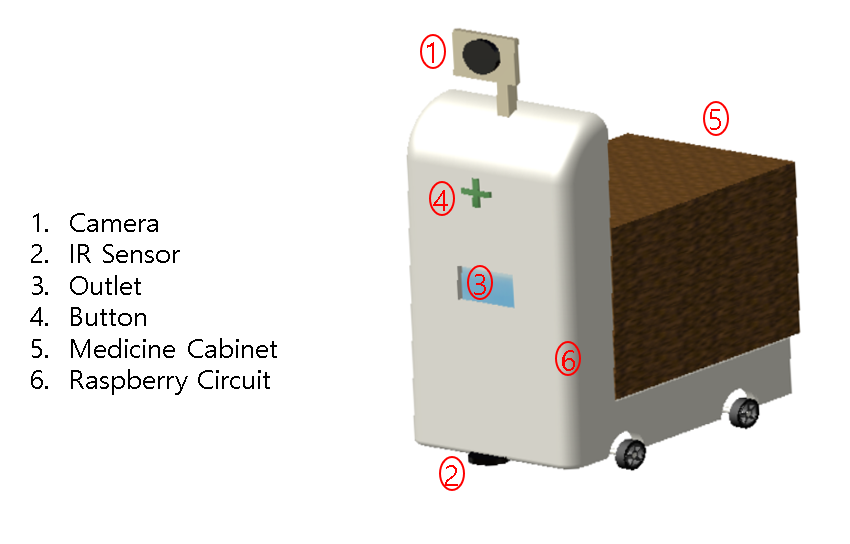 1. Camera
2. IR Sensor
3. Outlet
4. Button
5. Medicine Cabinet
6. Raspberry Circuit
①
⑤
④
③
⑥
②